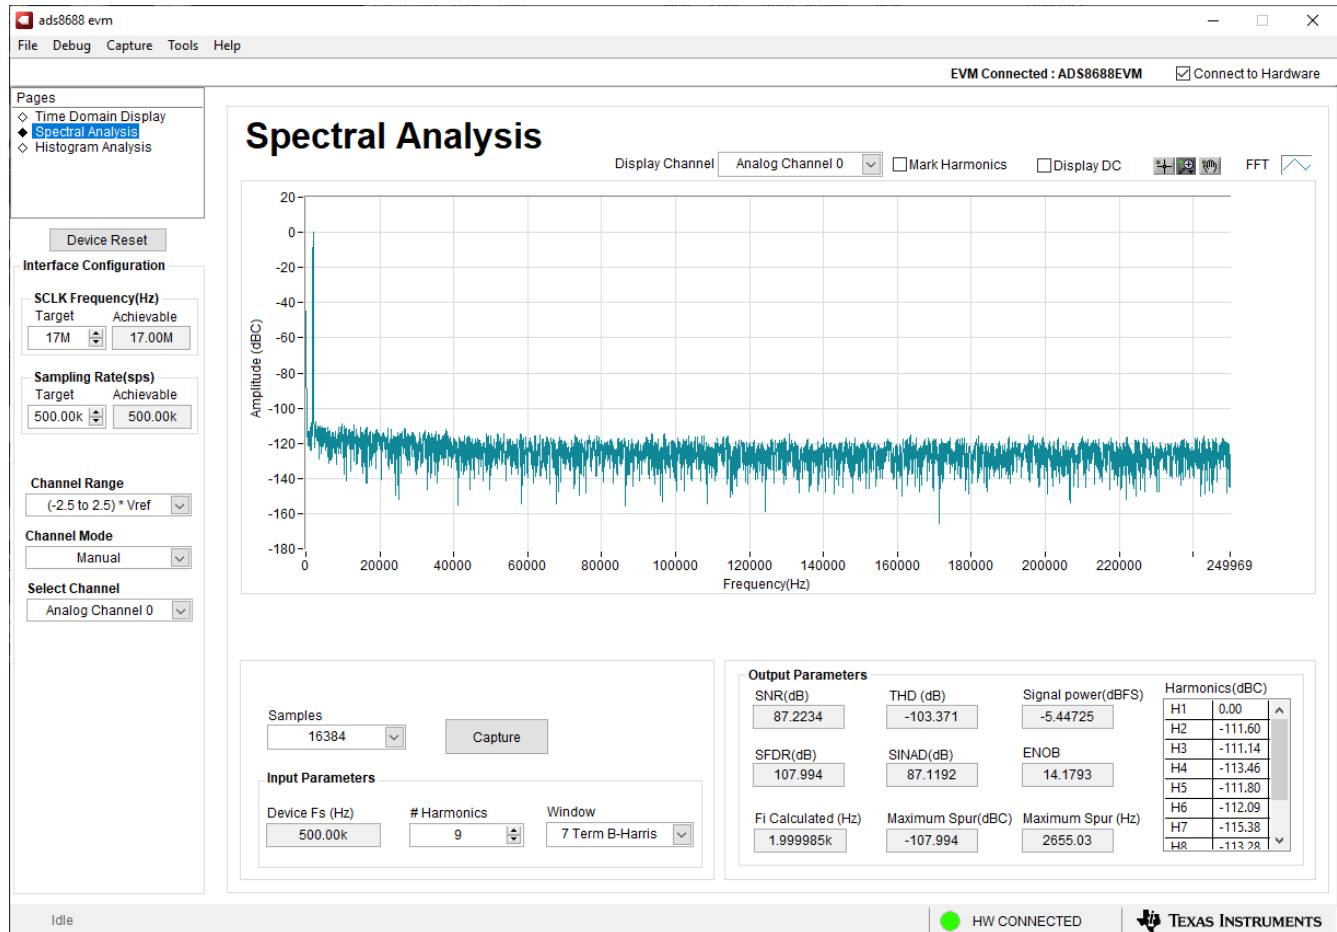 ads8688 evm
File Debug Capture Tools Help
EVM Connected : ADS8688EVM Connect to Hardware
Pages
Time Domain Display
Spectral Analysis
Histogram Analysis
Device Reset
Interface Configuration
SCLK Frequency(Hz)
Target Achievable
17M 17.00M
Sampling Rate(sps)
Target Achievable
500.00k 500.00k
Channel Range
(-2.5 to 2.5) * Vref
Channel Mode
Manual
Select Channel
Analog Channel 0
Spectral Analysis
Display Channel Analog Channel 0 Mark Harmonics Display DC FFT
20
0
-20
-40
-60
-80
-100
-120
-140
-160
-180
Amplitude (dBC)
0 20000 40000 60000 80000 100000 120000 140000 160000 180000 200000 220000 249969
Frequency(Hz)
Samples
16384
Capture
Input Parameters
Device Fs (Hz) # Harmonics Window
500.00k 9 7 Term B-Harris
Output Parameters
SNR(dB) THD (dB) Signal power(dBFS)
87.2234 -103.371 -5.44725
SFDR(dB) SINAD(dB) ENOB
107.994 87.1192 14.1793
Fi Calculated (Hz) Maximum Spur(dBC) Maximum Spur (Hz)
1.999985k -107.994 2655.03
Harmonics(dBC)
H1 0.00
H2 -111.60
H3 -111.14
H4 -113.46
H5 -111.80
H6 -112.09
H7 -115.38
H8 -113.28
Idle
HW CONNECTED
TEXAS INSTRUMENTS